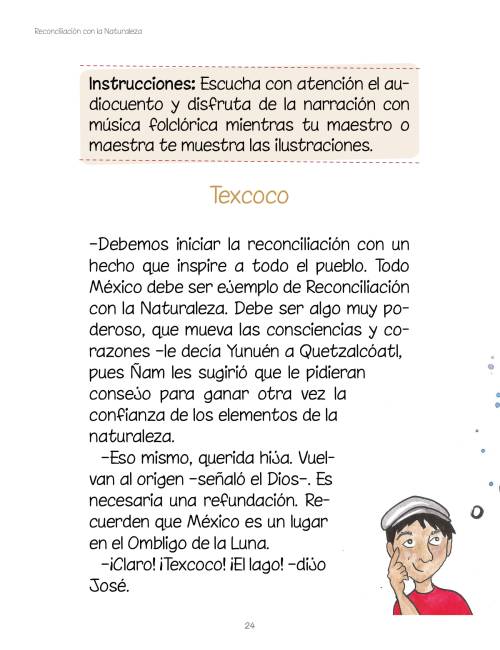 Reconciliación con la Naturaleza
Instrucciones: Escucha con atención el au-
diocuento y disfruta de la narración con
música folclórica mientras tu maestro o
maestra te muestra las ilustraciones.
Texcoco
–Debemos iniciar la reconciliación con un
hecho que inspire a todo el pueblo. Todo
México debe ser ejemplo de Reconciliación
con la Naturaleza. Debe ser algo muy po-
deroso, que mueva las consciencias y co-
razones –le decía Yunuén a Quetzalcóatl,
pues Ñam les sugirió que le pidieran
consejo para ganar otra vez la
confianza de los elementos de la
naturaleza.
–Eso mismo, querida hija. Vuel-
van al origen –señaló el Dios–. Es
necesaria una refundación. Re-
cuerden que México es un lugar
en el Ombligo de la Luna.
–¡Claro! ¡Texcoco! ¡El lago! –dijo
José.
24